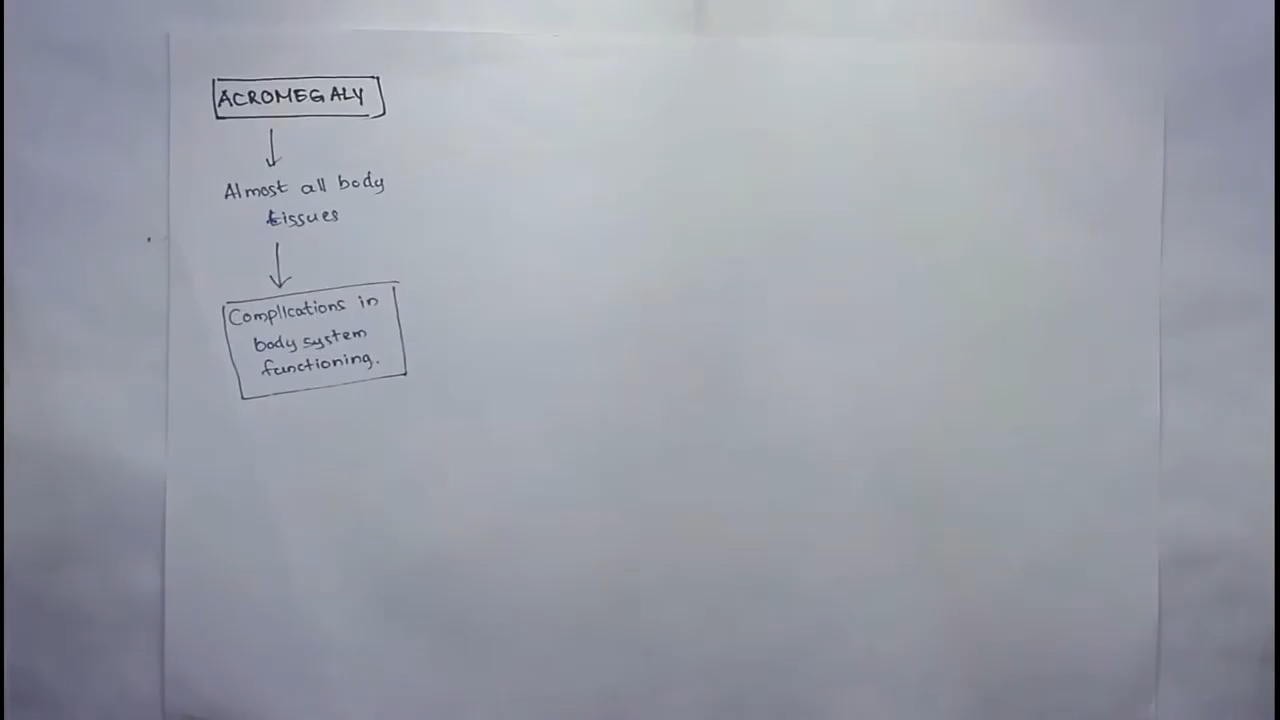 ACROMEGALY
Almost all body
tissues
Complications in
body system
functioning.